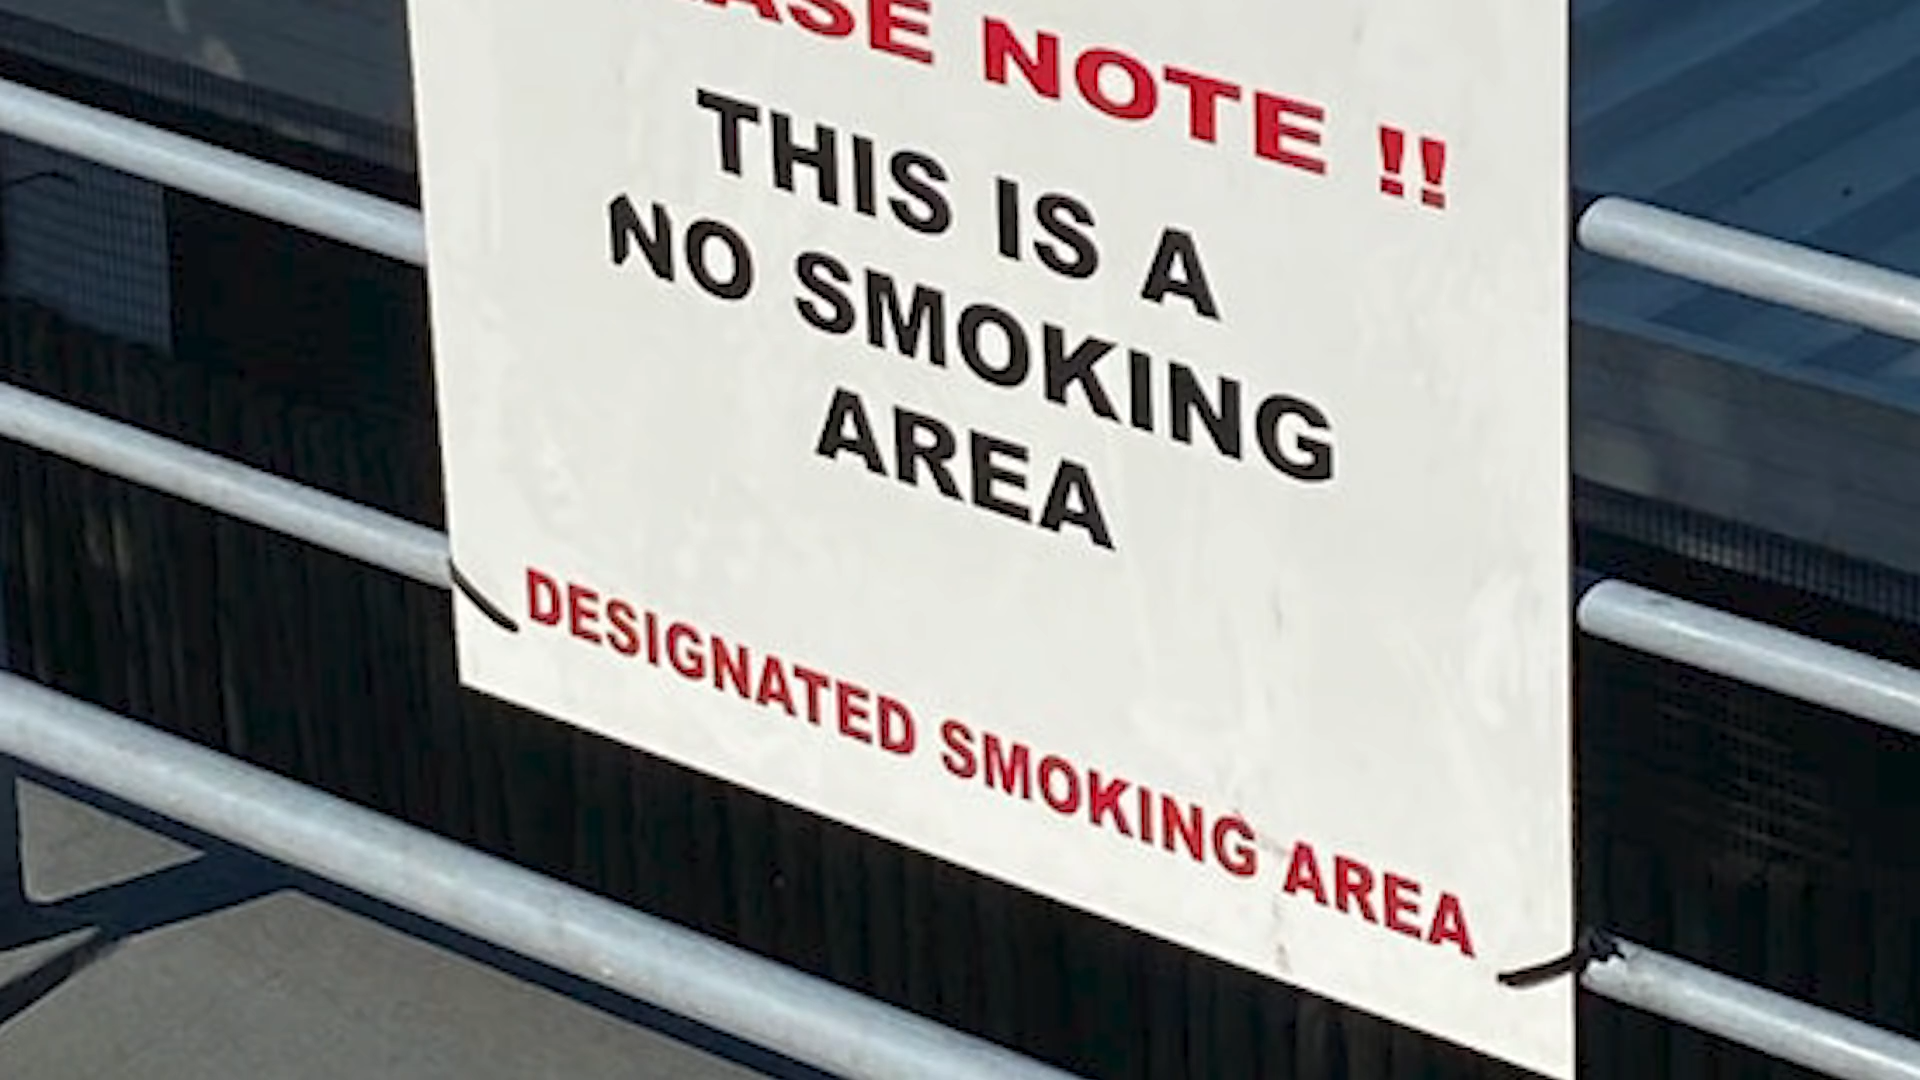 ASE NOTE !!
THIS IS A
NO SMOKING
AREA
DESIGNATED SMOKING AREA